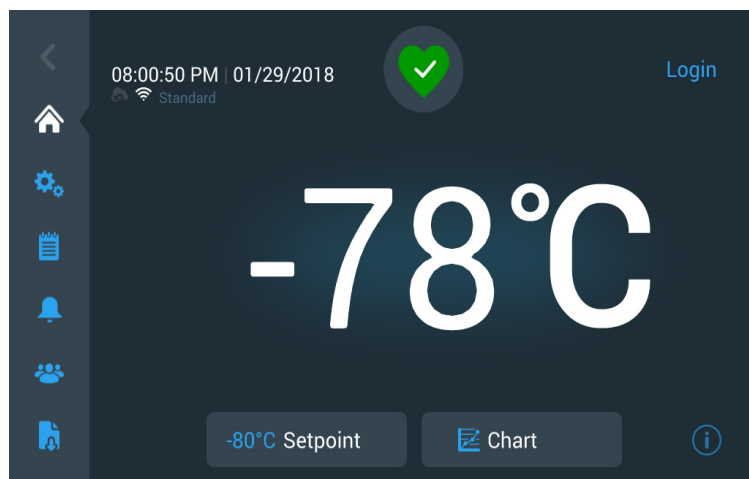 08:00:50 PM | 01/29/2018
Login
Standard
-78°C
-80°C Setpoint
Chart